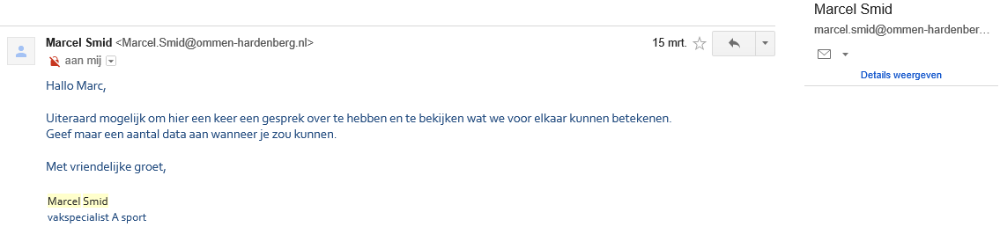 Marcel Smid <Marcel.Smid@ommen-hardenberg.nl>
15 mrt.
aan mij
Hallo Marc,
Uiteraard mogelijk om hier een keer een gesprek over te hebben en te bekijken wat we voor elkaar kunnen betekenen.
Geef maar een aantal data aan wanneer je zou kunnen.
Met vriendelijke groet,
Marcel Smid
vakspecialist A sport
Marcel Smid
marcel.smid@ommen-hardenber...
Details weergeven